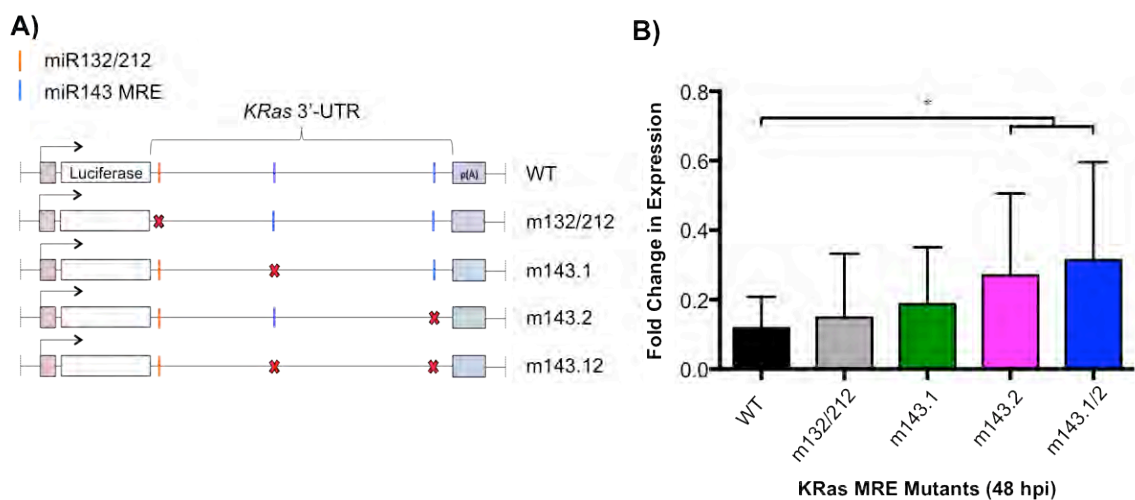 A)
miR132/212
miR143 MRE
KRas 3'-UTR
Luciferase
p(A)
WT
m132/212
m143.1
m143.2
m143.12
B)
Fold Change in Expression
0.8
0.6
0.4
0.2
0.0
*
WT
m132/212
m143.1
m143.2
m143.1/2
KRas MRE Mutants (48 hpi)